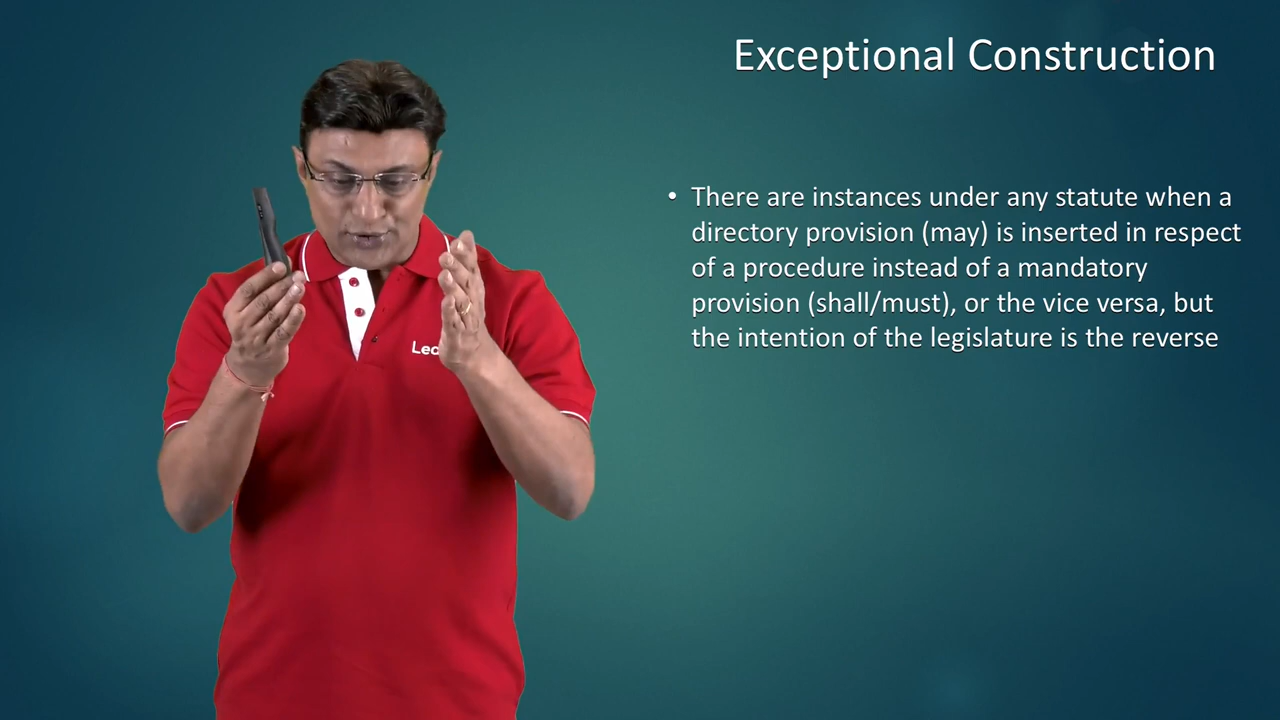 Exceptional Construction
• There are instances under any statute when a
directory provision (may) is inserted in respect
of a procedure instead of a mandatory
provision (shall/must), or the vice versa, but
the intention of the legislature is the reverse